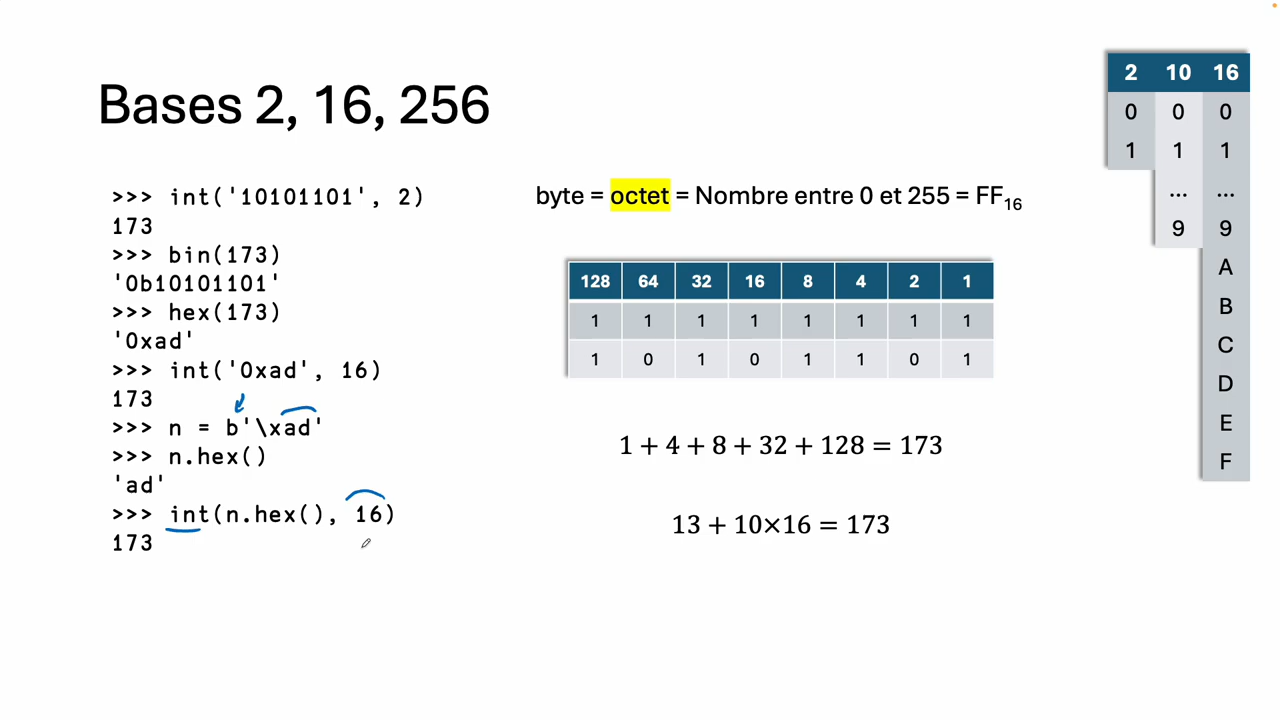 Bases 2, 16, 256
>>> int('10101101', 2)
173
>>> bin(173)
'0b10101101'
>>> hex(173)
'0xad'
>>> int('0xad', 16)
173
>>> n = b'\xad'
>>> n.hex()
'ad'
>>> int(n.hex(), 16)
173
byte = octet = Nombre entre 0 et 255 = FF₁₆
128 64 32 16 8 4 2 1
1 1 1 1 1 1 1 1
1 0 1 0 1 1 0 1
1 + 4 + 8 + 32 + 128 = 173
13 + 10×16 = 173
2 10 16
0 0 0
1 1 1
... ...
9 9
A
B
C
D
E
F